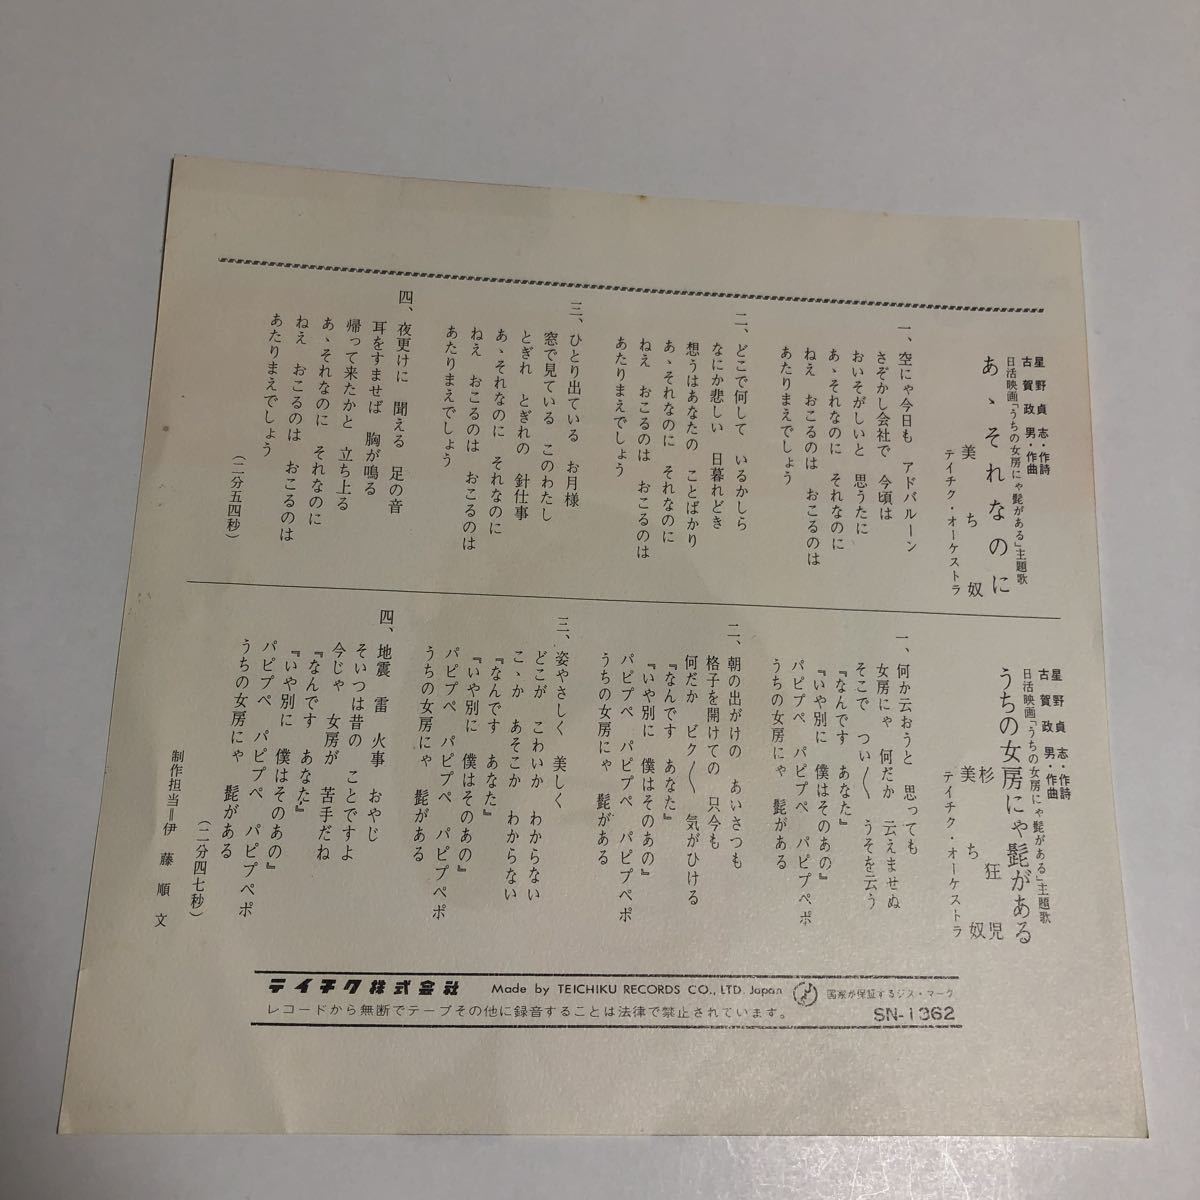 星野貞志・作詩
古賀政男・作曲
日活映画「うちの女房にゃ髭がある」主題歌
あゝそれなのに
美ち奴
テイチク・オーケストラ
一、空にゃ今日も アドバルーン
さぞかし会社で 今頃は
おいそがしいと 思うたに
あゝそれなのに それなのに
ねえ おこるのは おこるのは
あたりまえでしょう
二、どこで何して いるかしら
なにか悲しい 日暮れどき
想うはあなたの ことばかり
あゝそれなのに それなのに
ねえ おこるのは おこるのは
あたりまえでしょう
三、ひとり出ている お月様
窓で見ている このわたし
とぎれ とぎれの 針仕事
あゝそれなのに それなのに
ねえ おこるのは おこるのは
あたりまえでしょう
四、夜更けに 聞える 足の音
耳をすませば 胸が鳴る
帰って来たかと 立ち上る
あゝそれなのに それなのに
ねえ おこるのは おこるのは
あたりまえでしょう
(二分五四秒)
星野貞志・作詩
古賀政男・作曲
日活映画「うちの女房にゃ髭がある」主題歌
うちの女房にゃ髭がある
杉狂児
美ち奴
テイチク・オーケストラ
一、何か云おうと 思っても
女房にゃ 何だか 云えませぬ
そこで つい〱 うそを云う
『なんです あなた』
『いや別に 僕はそのあの』
パピプペ パピプペ パピプペポ
うちの女房にゃ 髭がある
二、朝の出がけの あいさつも
格子を開けての 只今も
何だか ビク〱 気がひける
『なんです あなた』
『いや別に 僕はそのあの』
パピプペ パピプペ パピプペポ
うちの女房にゃ 髭がある
三、姿やさしく 美しく
どこが こわいか わからない
こゝか あそこか わからない
『なんです あなた』
『いや別に 僕はそのあの』
パピプペ パピプペ パピプペポ
うちの女房にゃ 髭がある
四、地震 雷 火事 おやじ
そいつは昔の ことですよ
今じゃ 女房が 苦手だね
『なんです あなた』
『いや別に 僕はそのあの』
パピプペ パピプペ パピプペポ
うちの女房にゃ 髭がある
(二分四七秒)
制作担当=伊藤順文
テイチク株式会社 Made by TEICHIKU RECORDS CO., LTD. Japan 国家が保証するジス・マーク
レコードから無断でテープその他に録音することは法律で禁止されています。 SN-1362